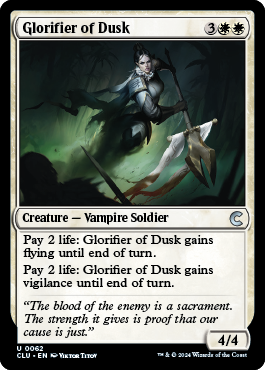 Glorifier of Dusk 3
Creature — Vampire Soldier
Pay 2 life: Glorifier of Dusk gains
flying until end of turn.
Pay 2 life: Glorifier of Dusk gains
vigilance until end of turn.
“The blood of the enemy is a sacrament.
The strength it gives is proof that our
cause is just.”
4/4
U 0062
CLU • EN Viktor Titov
™ & © 2024 Wizards of the Coast